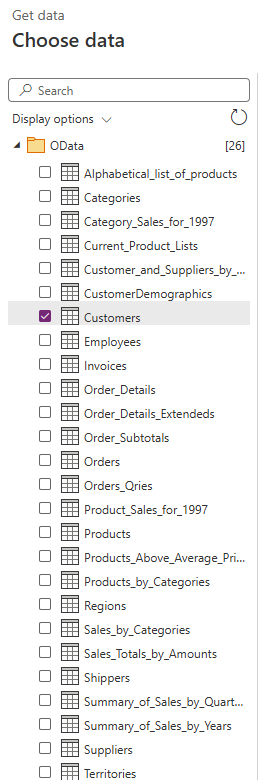 Get data
Choose data
Search
Display options
OData [26]
Alphabetical_list_of_products
Categories
Category_Sales_for_1997
Current_Product_Lists
Customer_and_Suppliers_by_...
CustomerDemographics
Customers
Employees
Invoices
Order_Details
Order_Details_Extendeds
Order_Subtotals
Orders
Orders_Qries
Product_Sales_for_1997
Products
Products_Above_Average_Pri...
Products_by_Categories
Regions
Sales_by_Categories
Sales_Totals_by_Amounts
Shippers
Summary_of_Sales_by_Quart...
Summary_of_Sales_by_Years
Suppliers
Territories